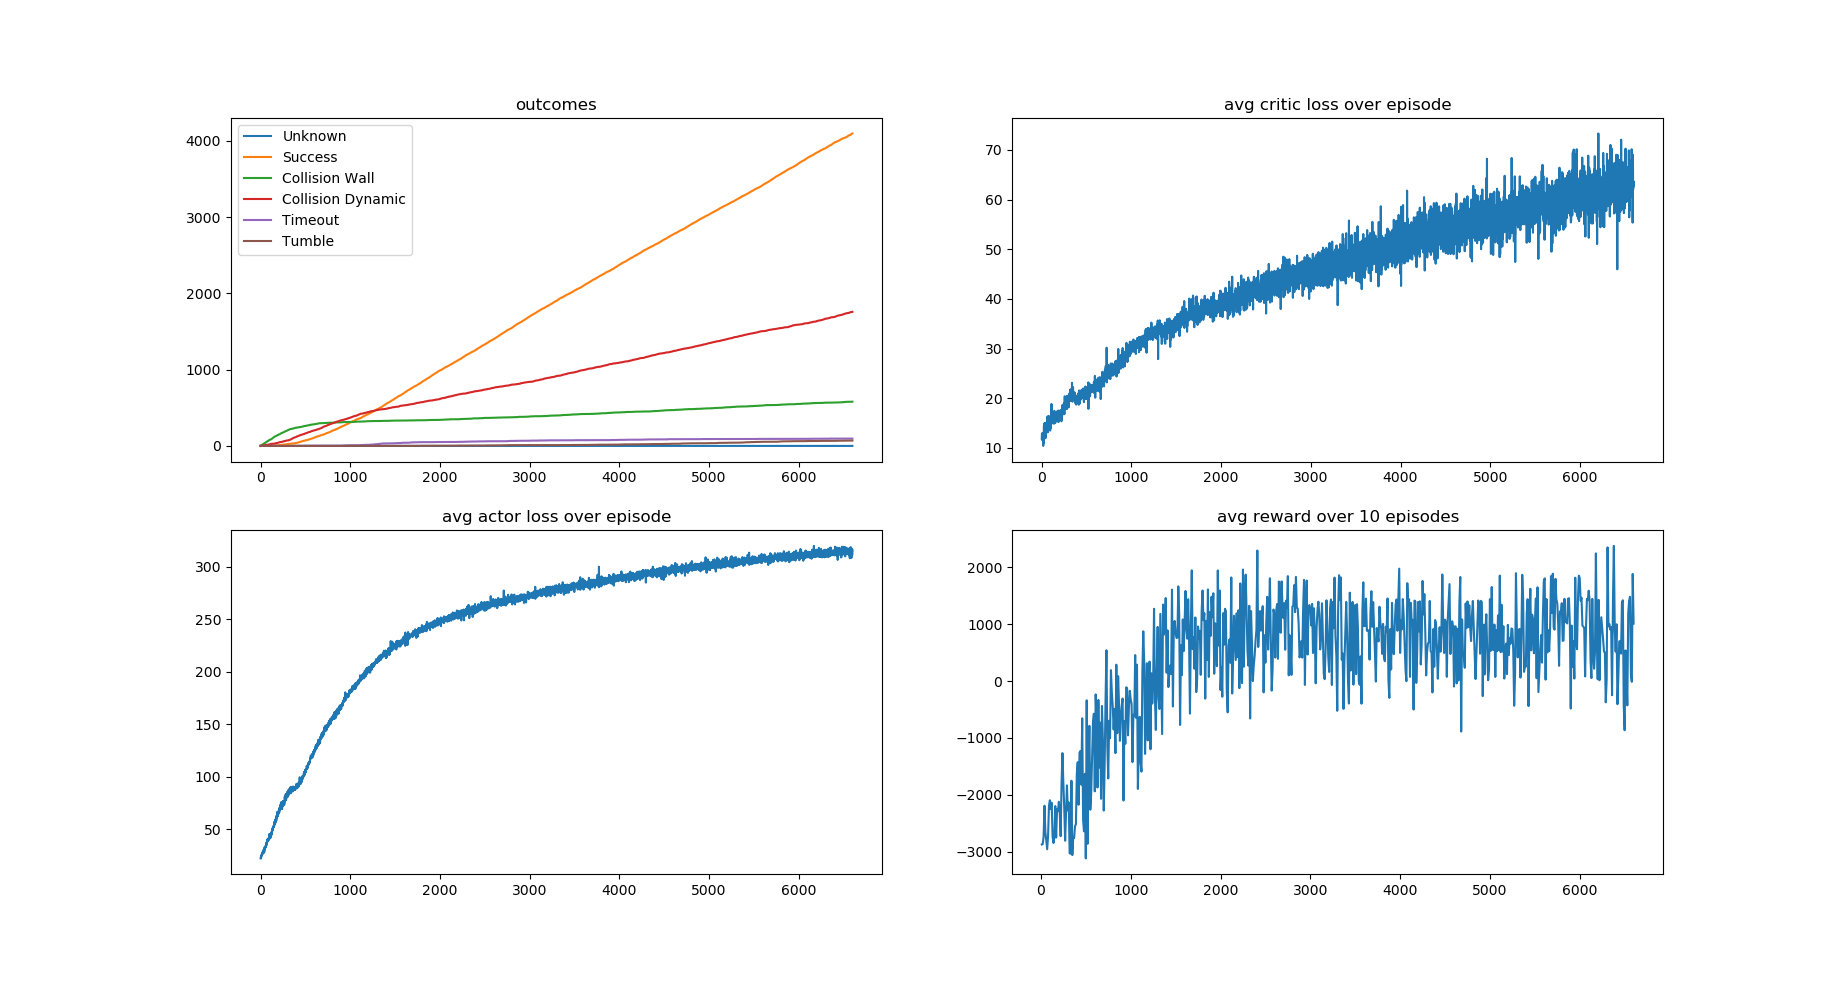 outcomes
4000
3000
2000
1000
0
Unknown
Success
Collision Wall
Collision Dynamic
Timeout
Tumble
0 1000 2000 3000 4000 5000 6000
avg critic loss over episode
70
60
50
40
30
20
10
0 1000 2000 3000 4000 5000 6000
avg actor loss over episode
300
250
200
150
100
50
0 1000 2000 3000 4000 5000 6000
avg reward over 10 episodes
2000
1000
0
−1000
−2000
−3000
0 1000 2000 3000 4000 5000 6000